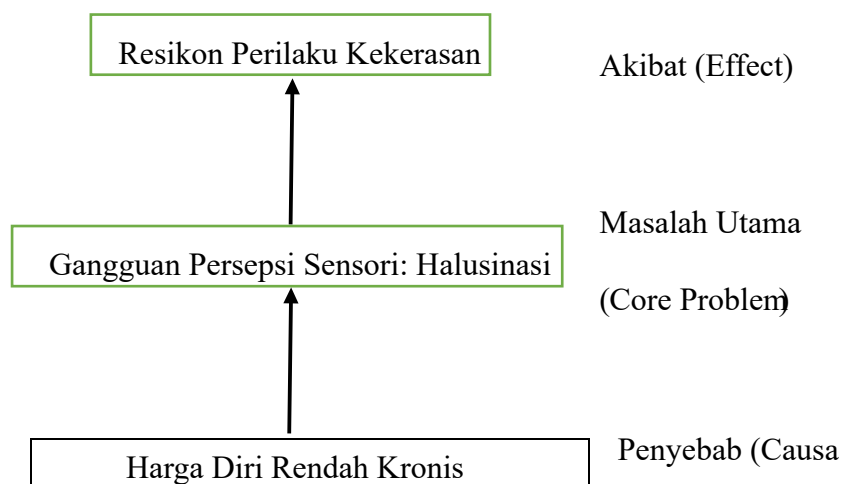 Resikon Perilaku Kekerasan
Akibat (Effect)
Masalah Utama
Gangguan Persepsi Sensori: Halusinasi
(Core Problem)
Penyebab (Causa
Harga Diri Rendah Kronis